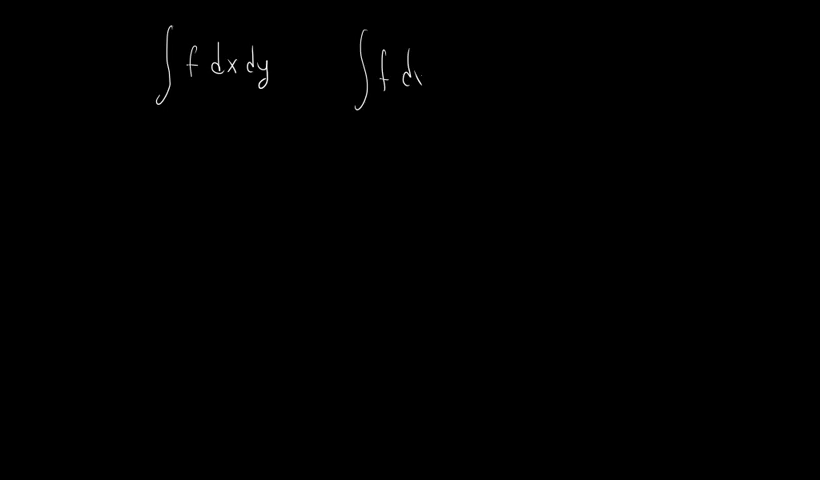 ∫ f dx dy ∫ f d